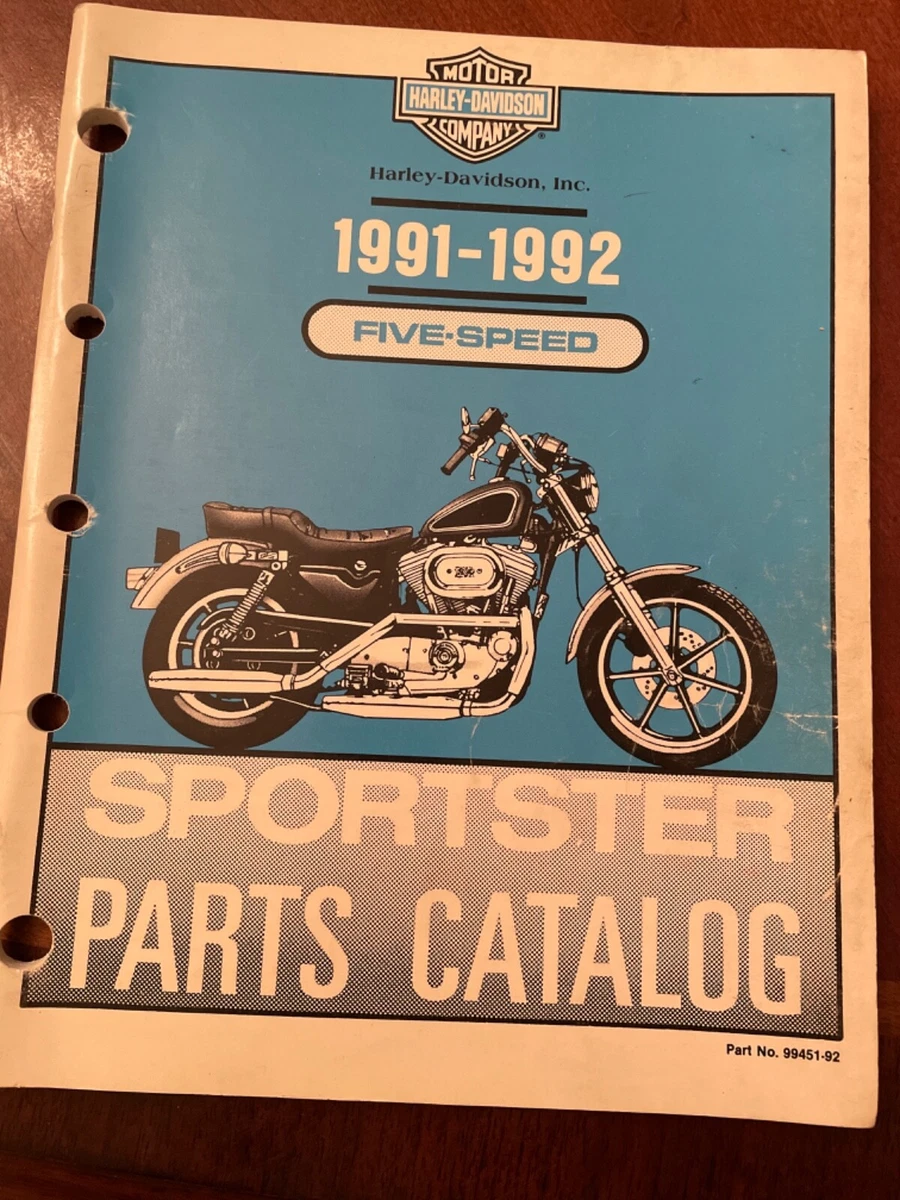 MOTOR
HARLEY-DAVIDSON
COMPANY
®
Harley-Davidson, Inc.
1991-1992
FIVE-SPEED
SPORTSTER
PARTS CATALOG
Part No. 99451-92